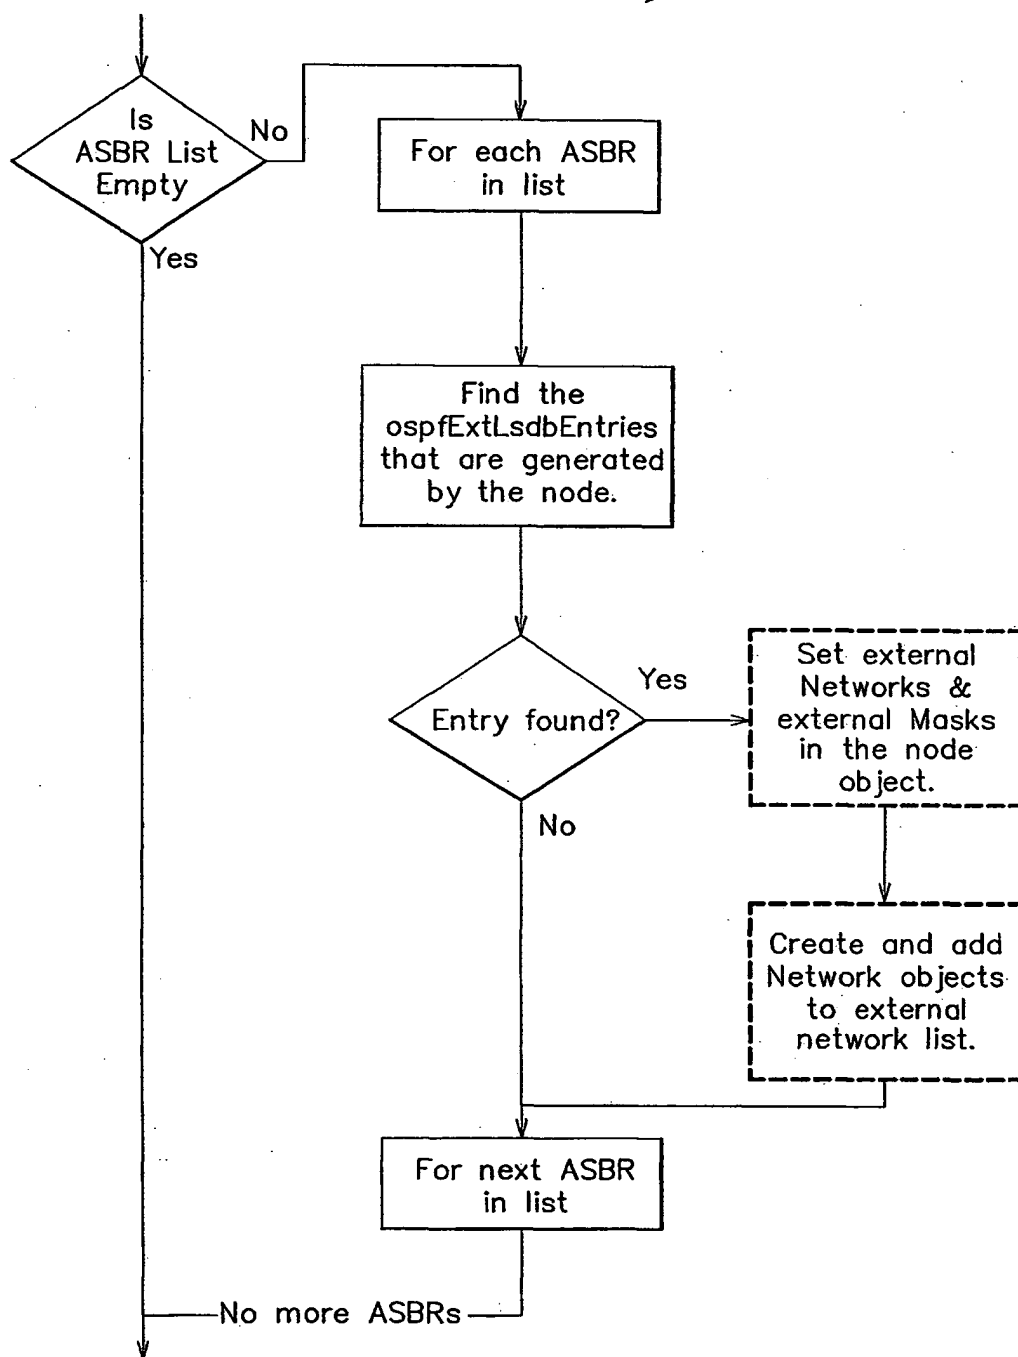 Is
ASBR List
Empty
No
Yes
For each ASBR
in list
Find the
ospfExtLsdbEntries
that are generated
by the node.
Entry found?
Yes
No
Set external
Networks &
external Masks
in the node
object.
Create and add
Network objects
to external
network list.
For next ASBR
in list
No more ASBRs